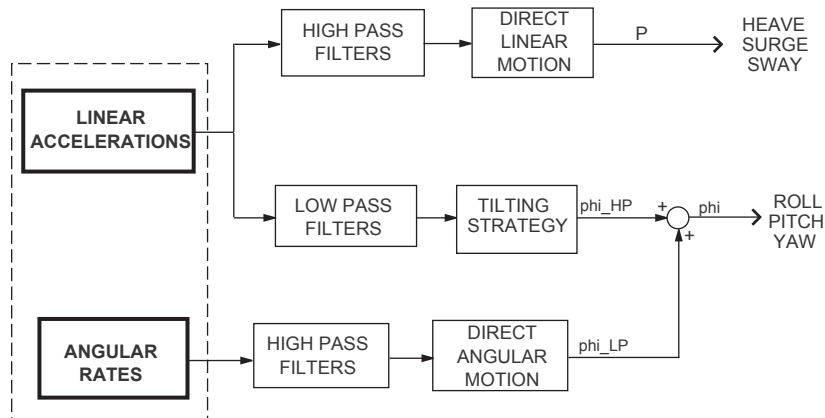 HIGH PASS
FILTERS
DIRECT
LINEAR
MOTION
P
HEAVE
SURGE
SWAY
LINEAR
ACCELERATIONS
LOW PASS
FILTERS
TILTING
STRATEGY
phi_HP
+
+
phi
ROLL
PITCH
YAW
ANGULAR
RATES
HIGH PASS
FILTERS
DIRECT
ANGULAR
MOTION
phi_LP